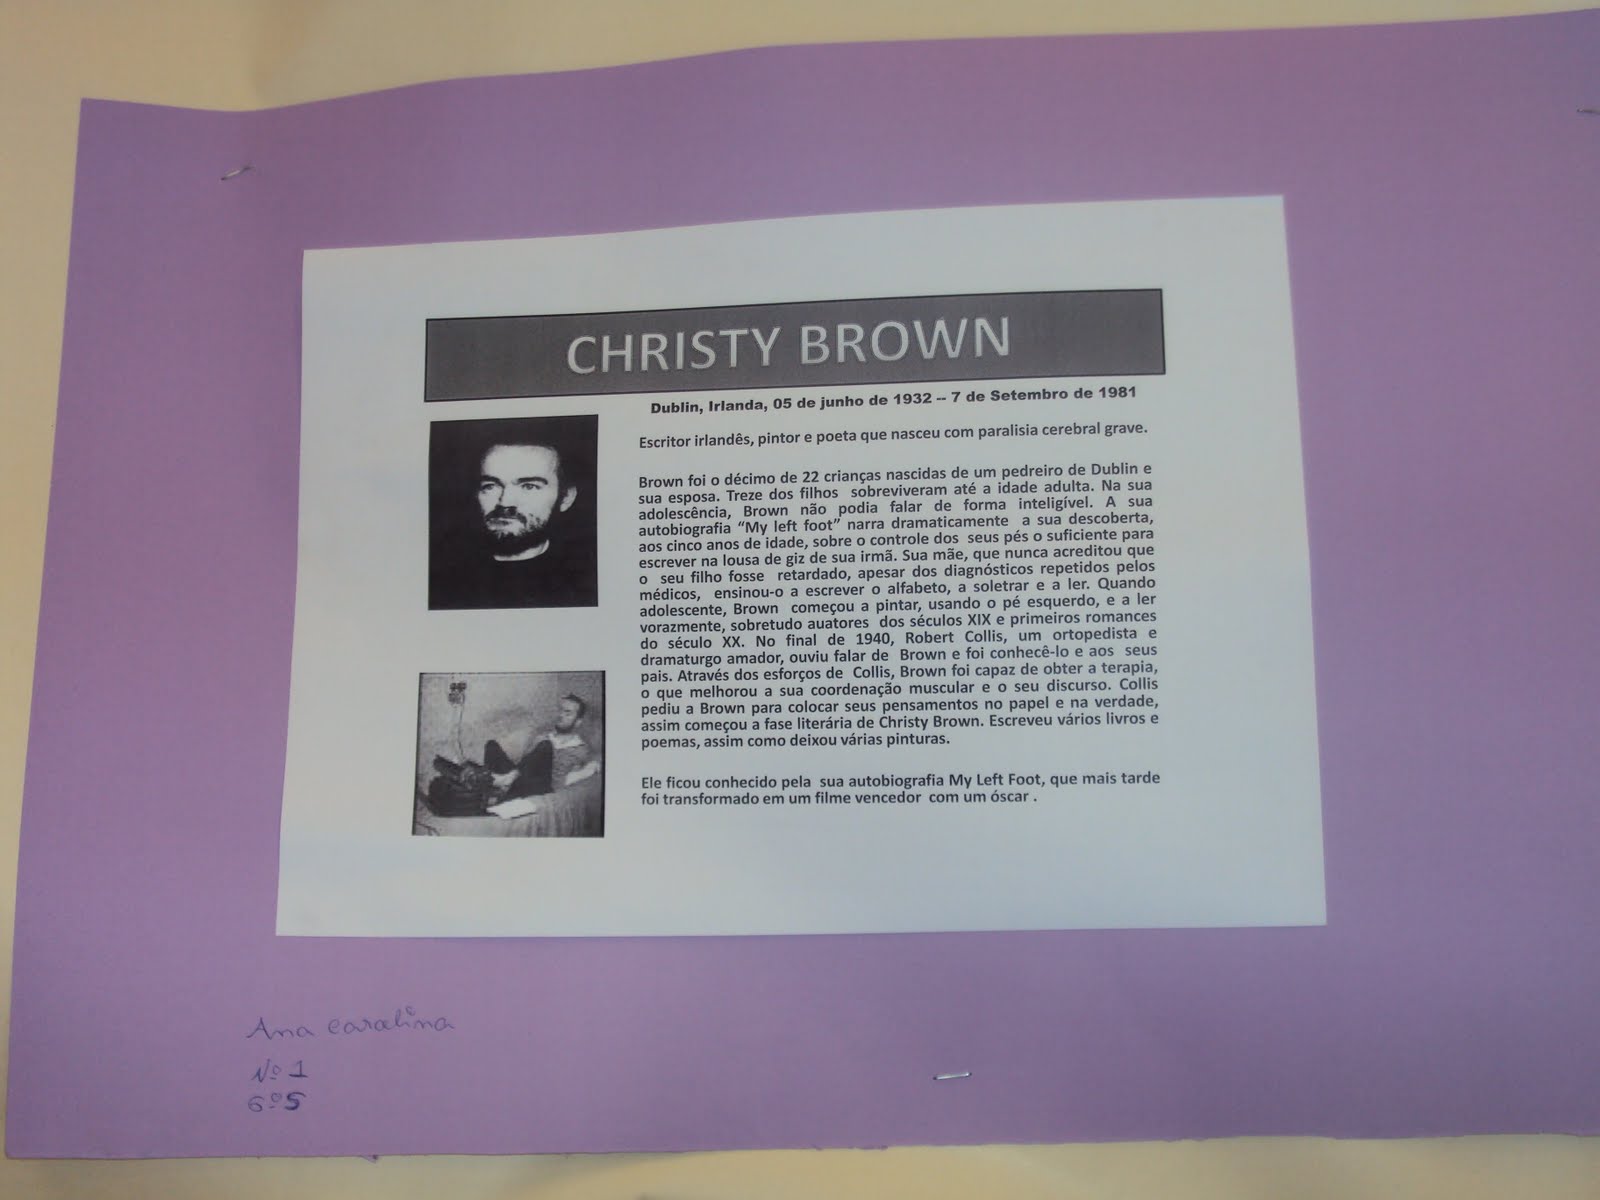 CHRISTY BROWN
Dublin, Irlanda, 05 de junho de 1932 -- 7 de Setembro de 1981
Escritor irlandês, pintor e poeta que nasceu com paralisia cerebral grave.
Brown foi o décimo de 22 crianças nascidas de um pedreiro de Dublin e
sua esposa. Treze dos filhos sobreviveram até a idade adulta. Na sua
adolescência, Brown não podia falar de forma inteligível. A sua
autobiografia “My left foot” narra dramaticamente a sua descoberta,
aos cinco anos de idade, sobre o controle dos seus pés o suficiente para
escrever na lousa de giz de sua irmã. Sua mãe, que nunca acreditou que
o seu filho fosse retardado, apesar dos diagnósticos repetidos pelos
médicos, ensinou-o a escrever o alfabeto, a soletrar e a ler. Quando
adolescente, Brown começou a pintar, usando o pé esquerdo, e a ler
vorazmente, sobretudo auatores dos séculos XIX e primeiros romances
do século XX. No final de 1940, Robert Collis, um ortopedista e
dramaturgo amador, ouviu falar de Brown e foi conhecê-lo e aos seus
pais. Através dos esforços de Collis, Brown foi capaz de obter a terapia,
o que melhorou a sua coordenação muscular e o seu discurso. Collis
pediu a Brown para colocar seus pensamentos no papel e na verdade,
assim começou a fase literária de Christy Brown. Escreveu vários livros e
poemas, assim como deixou várias pinturas.
Ele ficou conhecido pela sua autobiografia My Left Foot, que mais tarde
foi transformado em um filme vencedor com um óscar .
Ana carolina
Nº 1
6º5